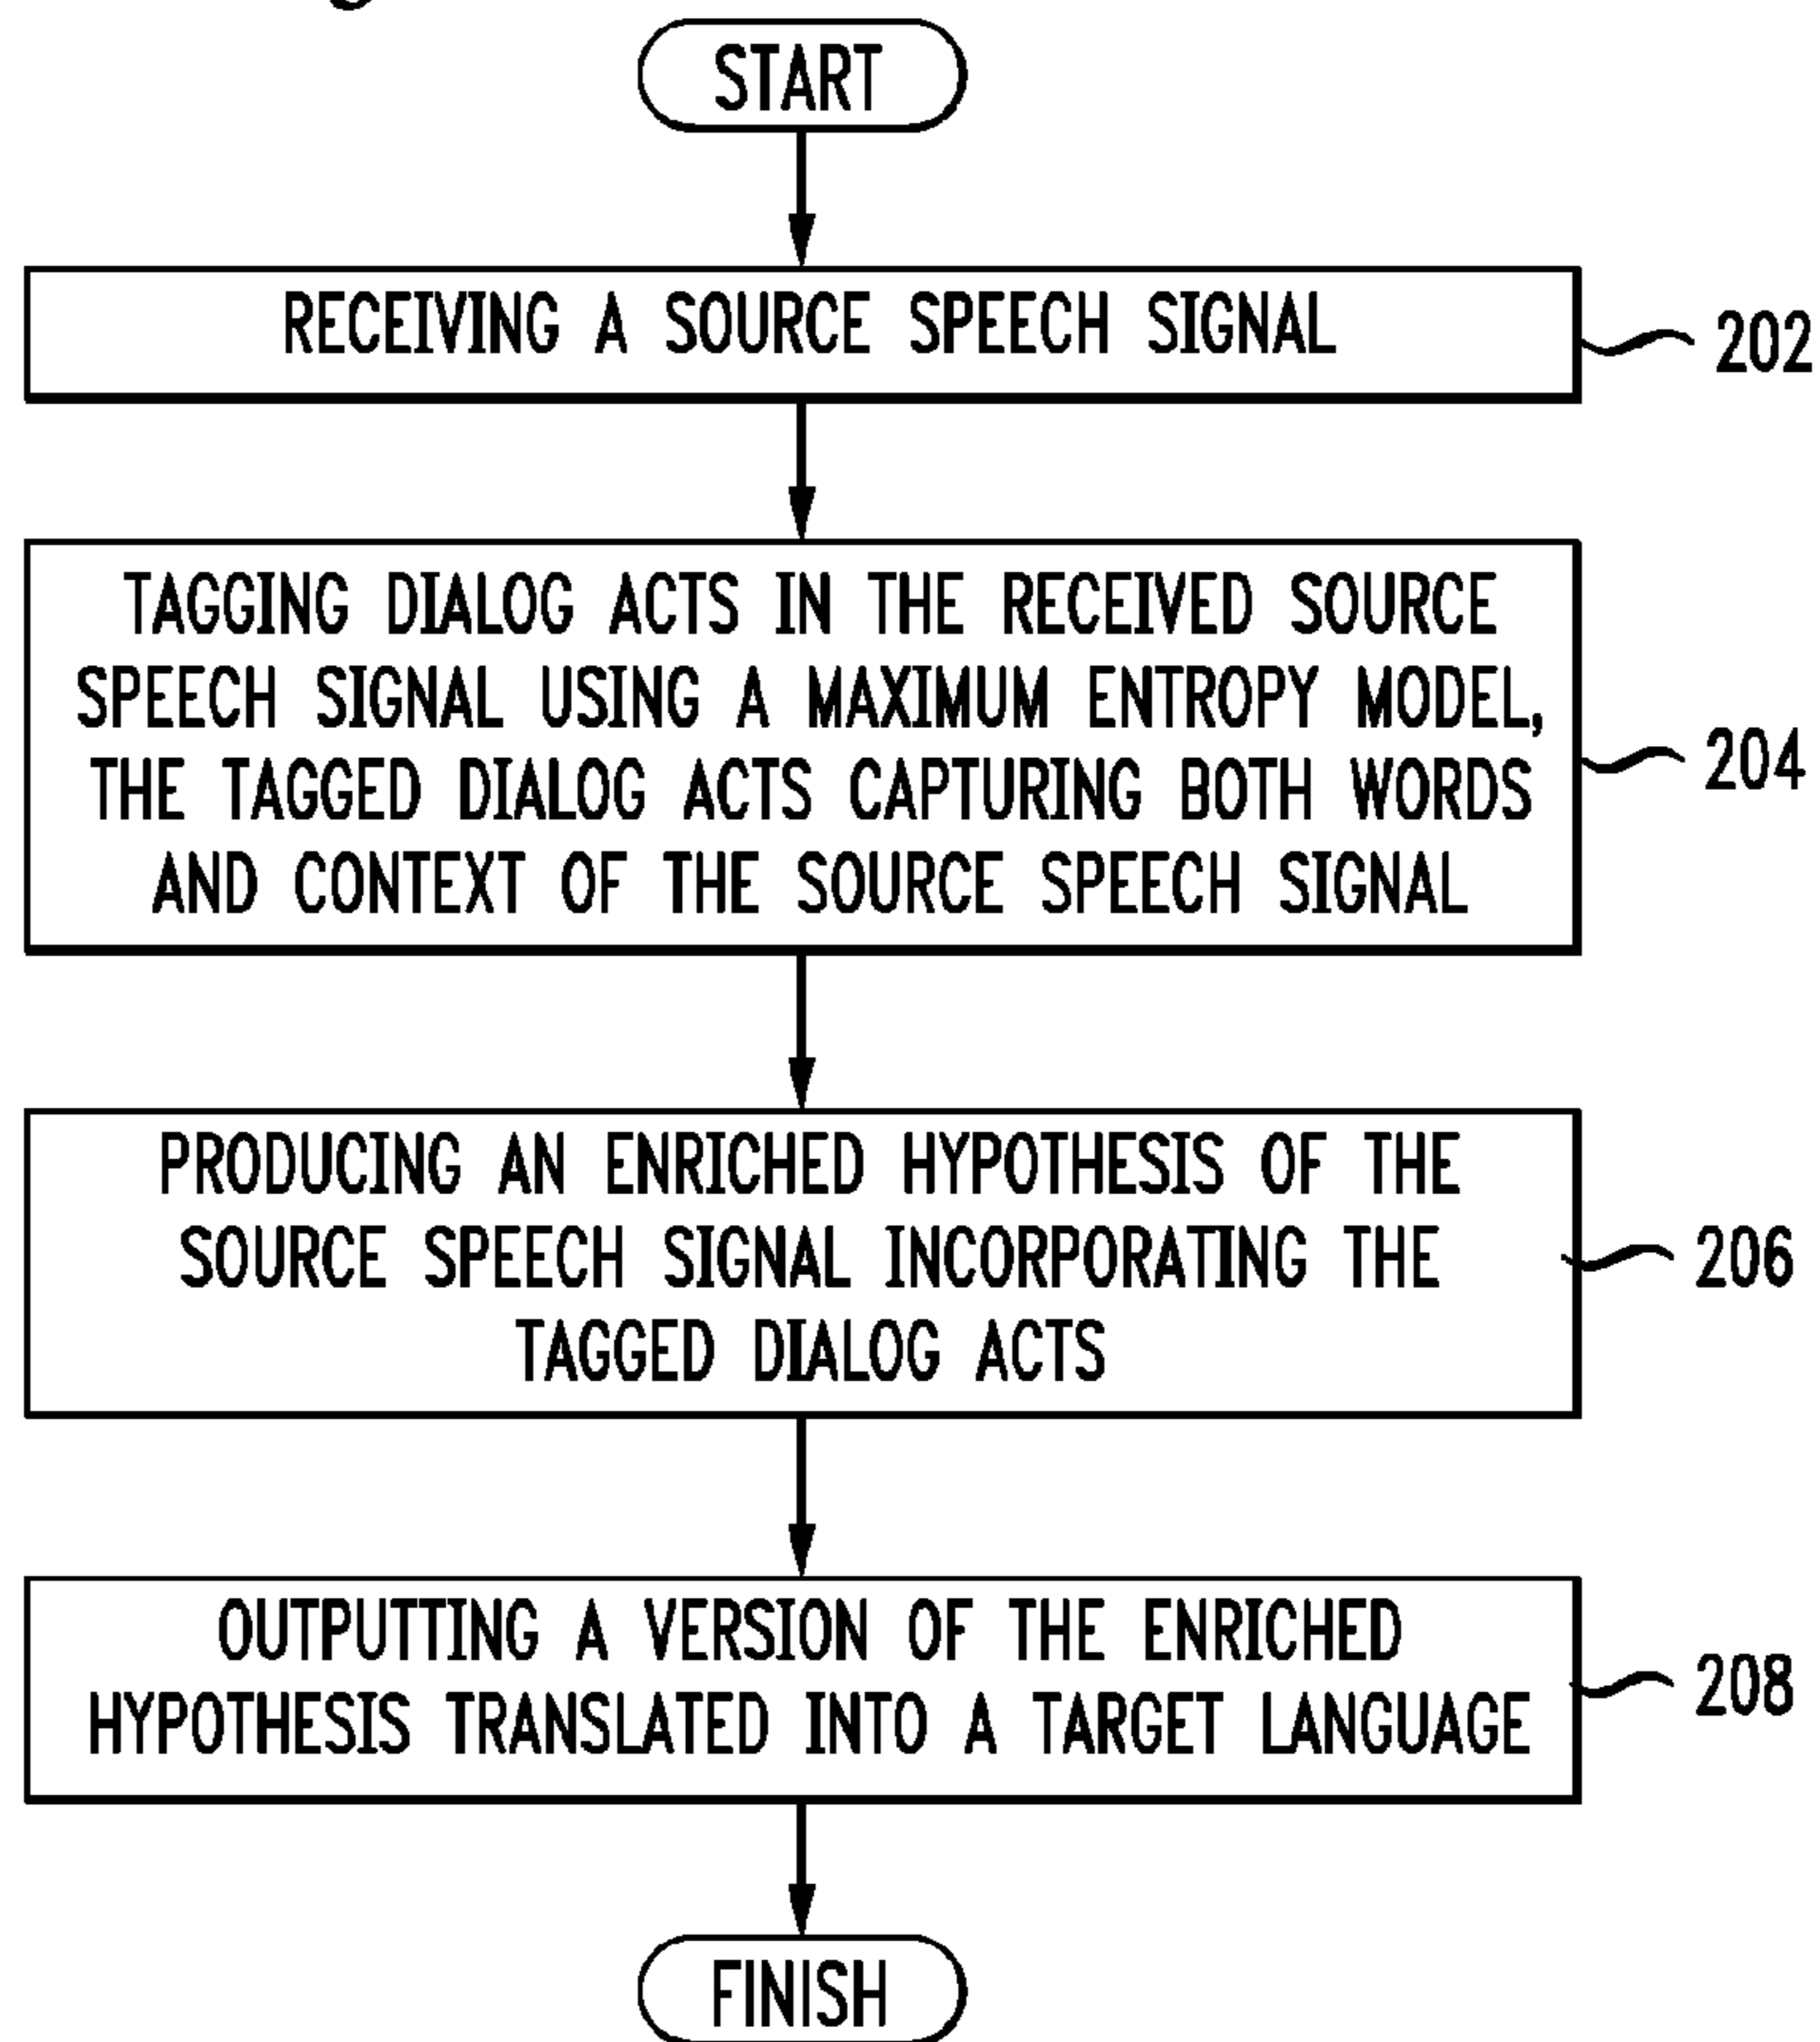 START
RECEIVING A SOURCE SPEECH SIGNAL
202
TAGGING DIALOG ACTS IN THE RECEIVED SOURCE
SPEECH SIGNAL USING A MAXIMUM ENTROPY MODEL,
THE TAGGED DIALOG ACTS CAPTURING BOTH WORDS
AND CONTEXT OF THE SOURCE SPEECH SIGNAL
204
PRODUCING AN ENRICHED HYPOTHESIS OF THE
SOURCE SPEECH SIGNAL INCORPORATING THE
TAGGED DIALOG ACTS
206
OUTPUTTING A VERSION OF THE ENRICHED
HYPOTHESIS TRANSLATED INTO A TARGET LANGUAGE
208
FINISH